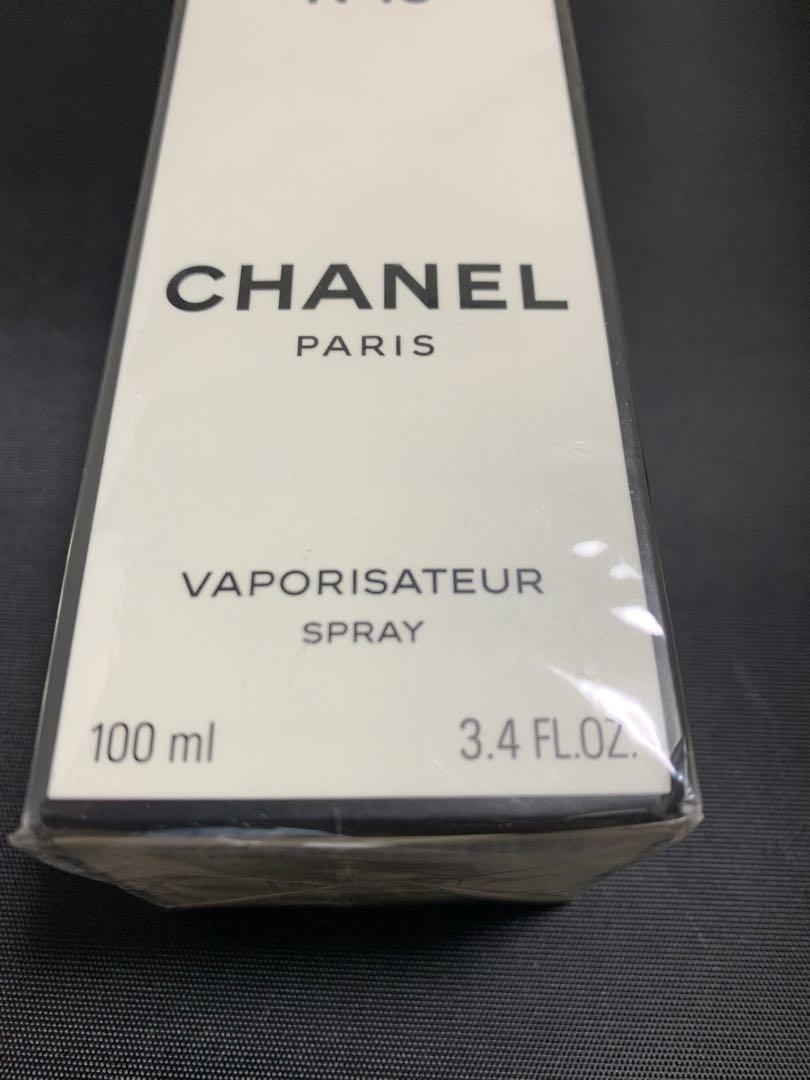 CHANEL
PARIS
VAPORISATEUR
SPRAY
100 ml 3.4 FL.OZ.